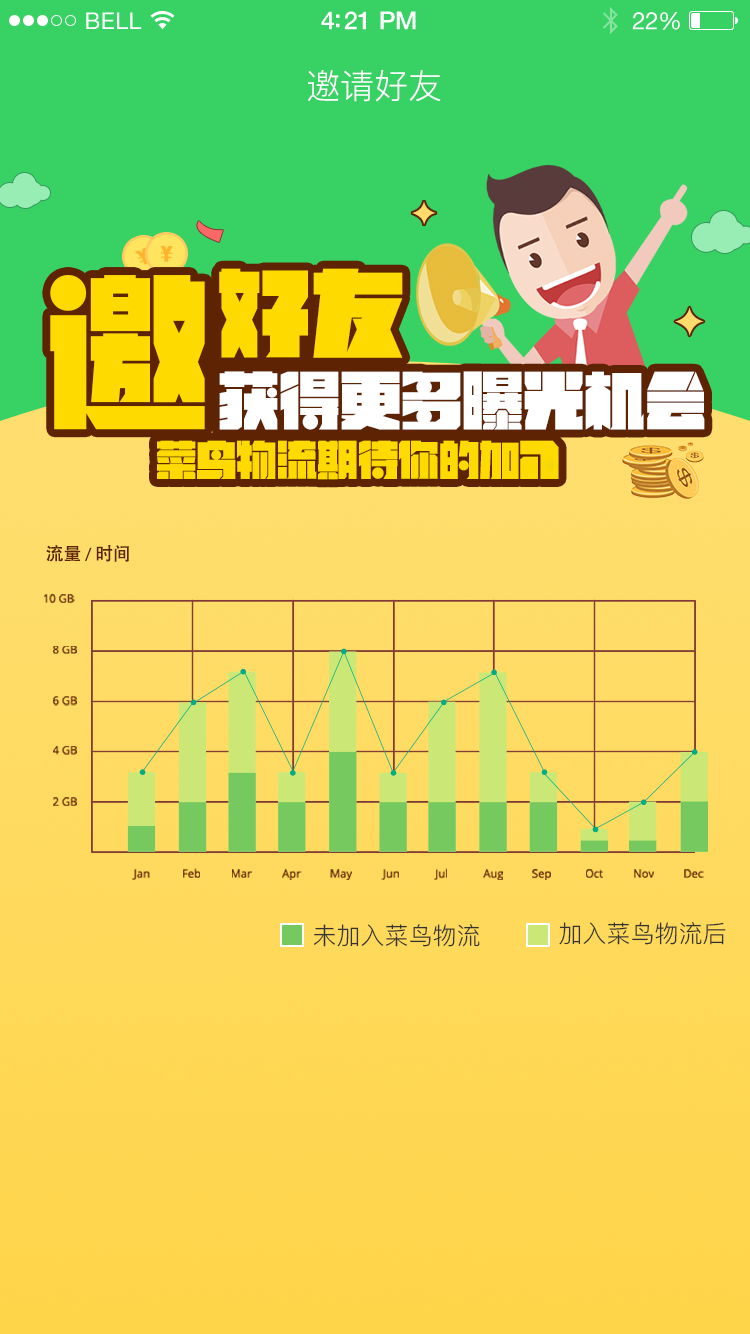 BELL 4:21 PM 22%
邀请好友
邀好友
获得更多曝光机会
菜鸟物流期待你的加
流量 / 时间
10 GB
8 GB
6 GB
4 GB
2 GB
Jan Feb Mar Apr May Jun Jul Aug Sep Oct Nov Dec
未加入菜鸟物流 加入菜鸟物流后